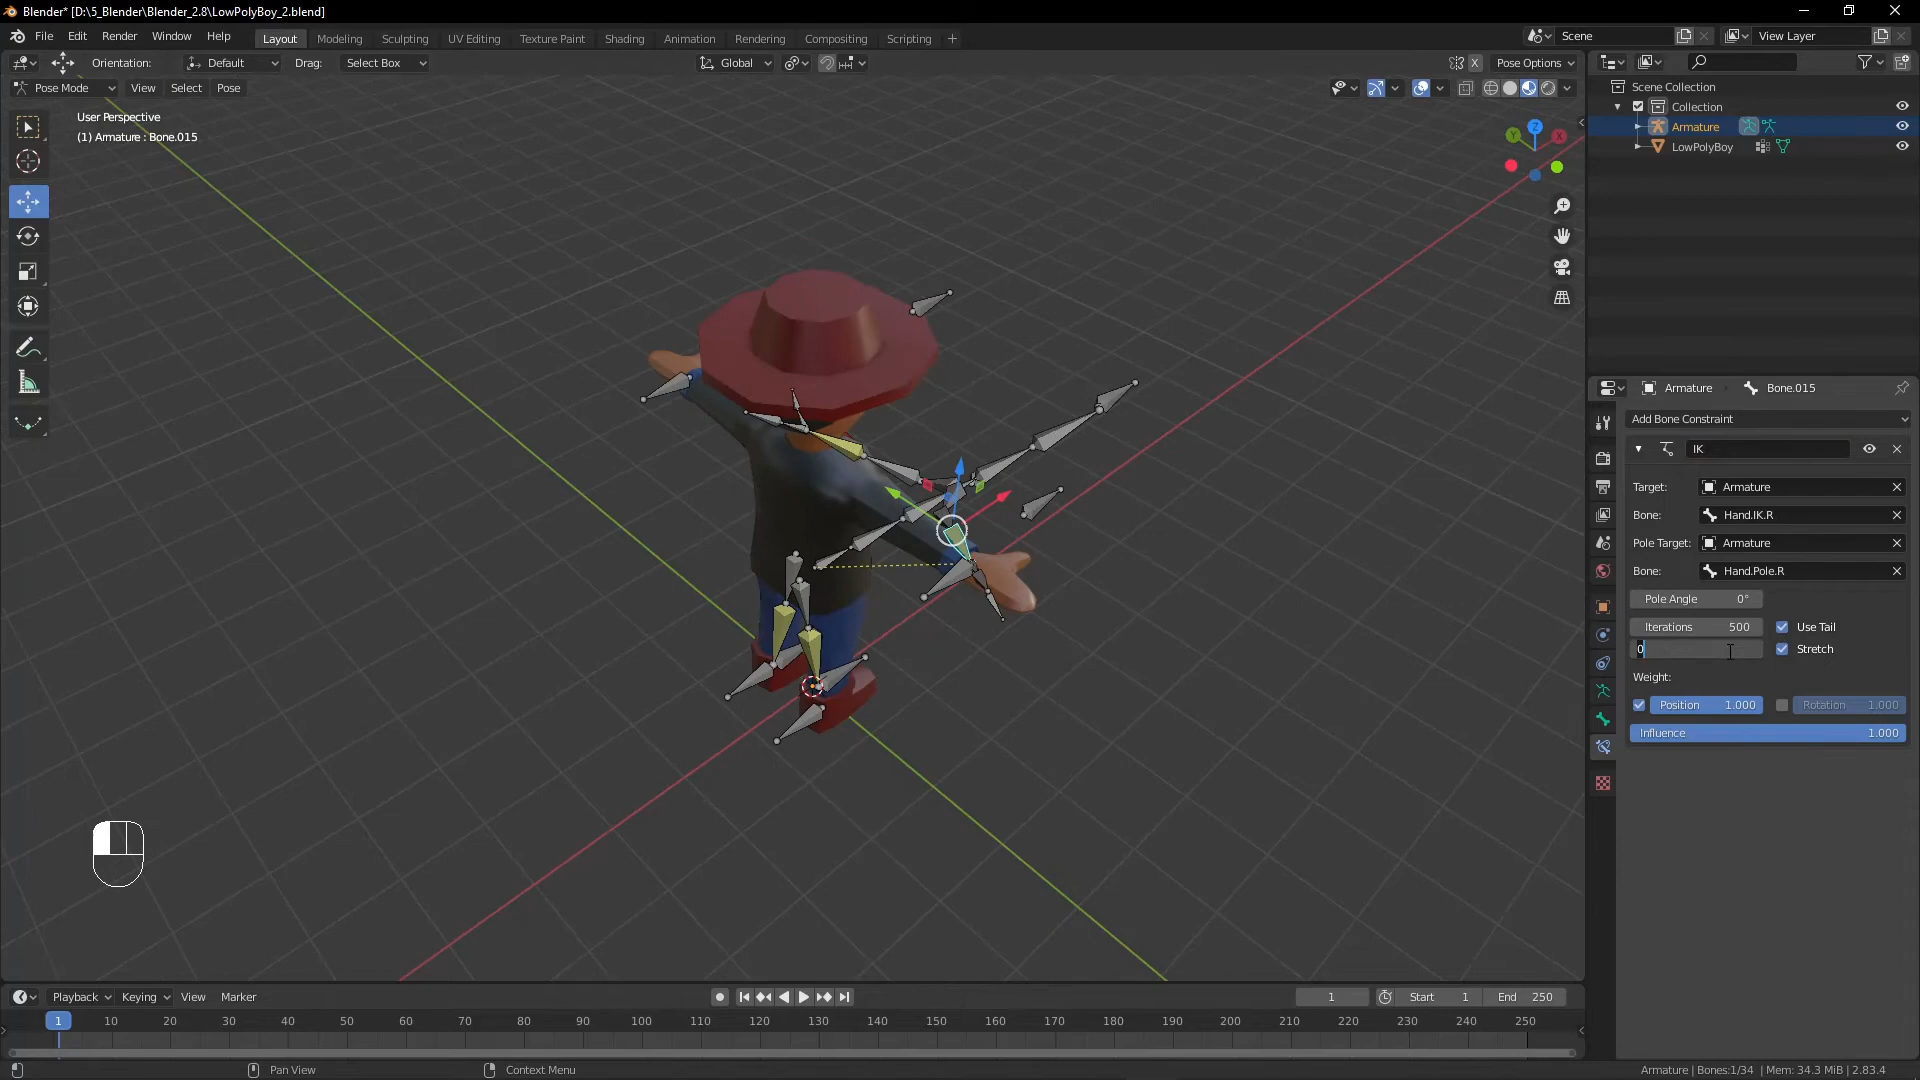 Blender* [D:\5_Blender\Blender_2.8\LowPolyBoy_2.blend]
File Edit Render Window Help Layout Modeling Sculpting UV Editing Texture Paint Shading Animation Rendering Compositing Scripting + Scene View Layer
Orientation: Default Drag: Select Box Global X Pose Options
Pose Mode View Select Pose
User Perspective
(1) Armature : Bone.015
Z
Y
X
Scene Collection
Collection
Armature
LowPolyBoy
Armature Bone.015
Add Bone Constraint
IK
Target: Armature
Bone: Hand.IK.R
Pole Target: Armature
Bone: Hand.Pole.R
Pole Angle 0°
Iterations 500 Use Tail
0 Stretch
Weight:
Position 1.000 Rotation 1.000
Influence 1.000
Playback Keying View Marker 1 Start 1 End 250
1 10 20 30 40 50 60 70 80 90 100 110 120 130 140 150 160 170 180 190 200 210 220 230 240 250
Pan View Context Menu Armature | Bones:1/34 | Mem: 34.3 MiB | 2.83.4